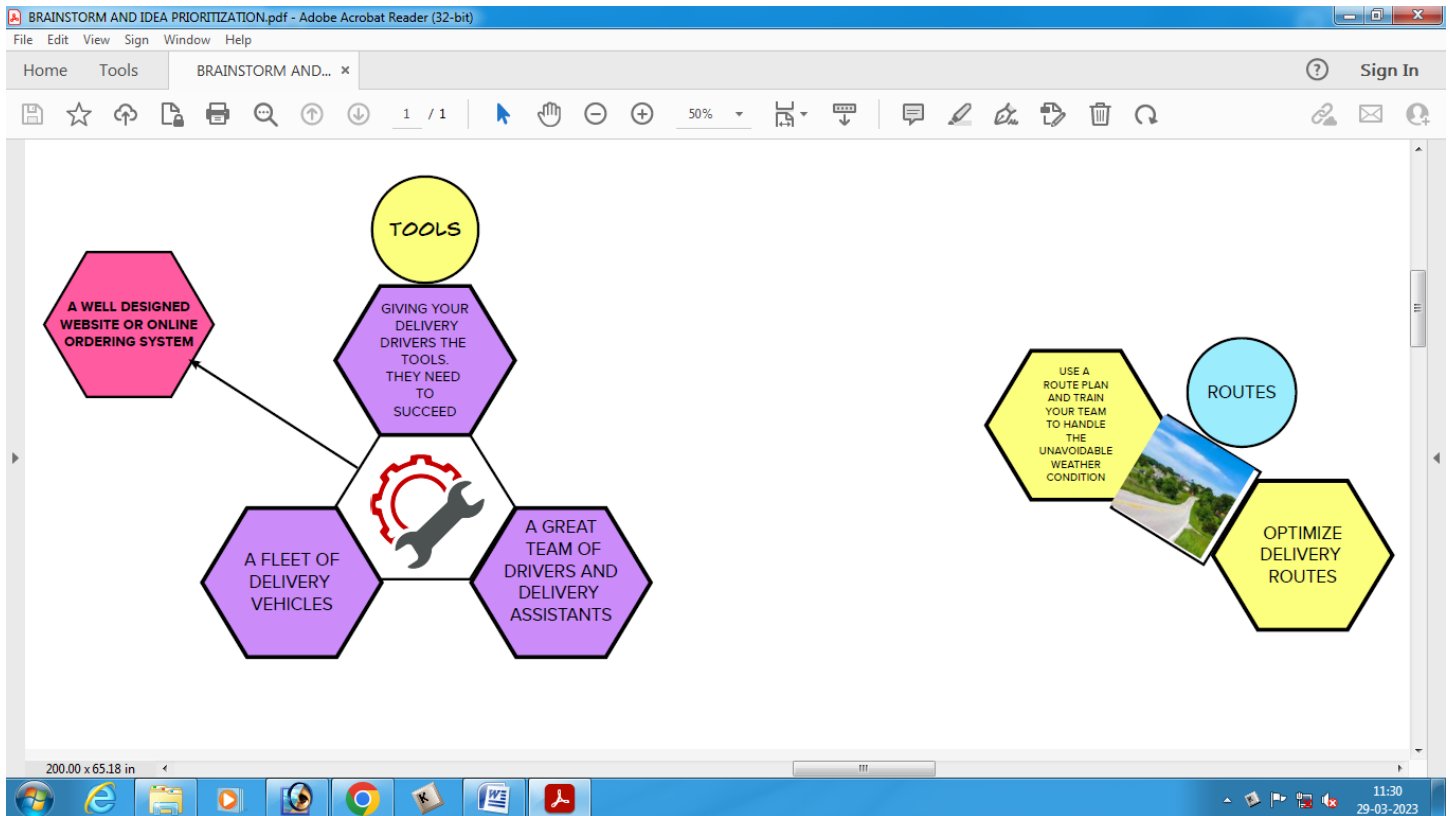 BRAINSTORM AND IDEA PRIORITIZATION.pdf - Adobe Acrobat Reader (32-bit)
File Edit View Sign Window Help
Home Tools BRAINSTORM AND... × ? Sign In
1 / 1 50%
TOOLS
A WELL DESIGNED
WEBSITE OR ONLINE
ORDERING SYSTEM
GIVING YOUR
DELIVERY
DRIVERS THE
TOOLS.
THEY NEED
TO
SUCCEED
A FLEET OF
DELIVERY
VEHICLES
A GREAT
TEAM OF
DRIVERS AND
DELIVERY
ASSISTANTS
USE A
ROUTE PLAN
AND TRAIN
YOUR TEAM
TO HANDLE
THE
UNAVOIDABLE
WEATHER
CONDITION
ROUTES
OPTIMIZE
DELIVERY
ROUTES
200.00 x 65.18 in
11:30
29-03-2023